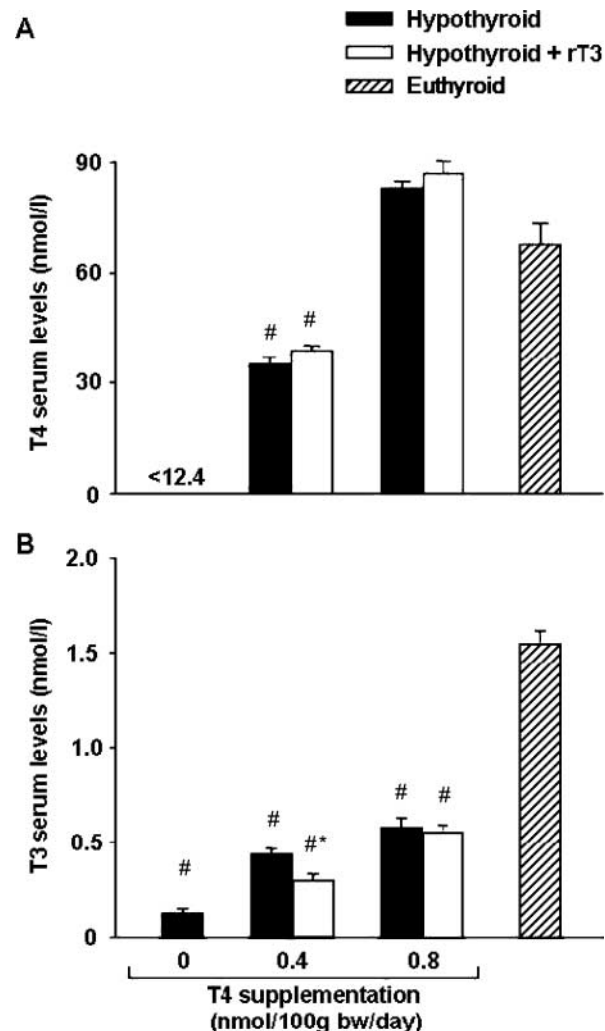 A
Hypothyroid
Hypothyroid + rT3
Euthyroid
T4 serum levels (nmol/l)
90
60
30
0
<12.4
#
#
B
T3 serum levels (nmol/l)
2.0
1.5
1.0
0.5
0
#
#
#*
#
#
0 0.4 0.8
T4 supplementation
(nmol/100g bw/day)